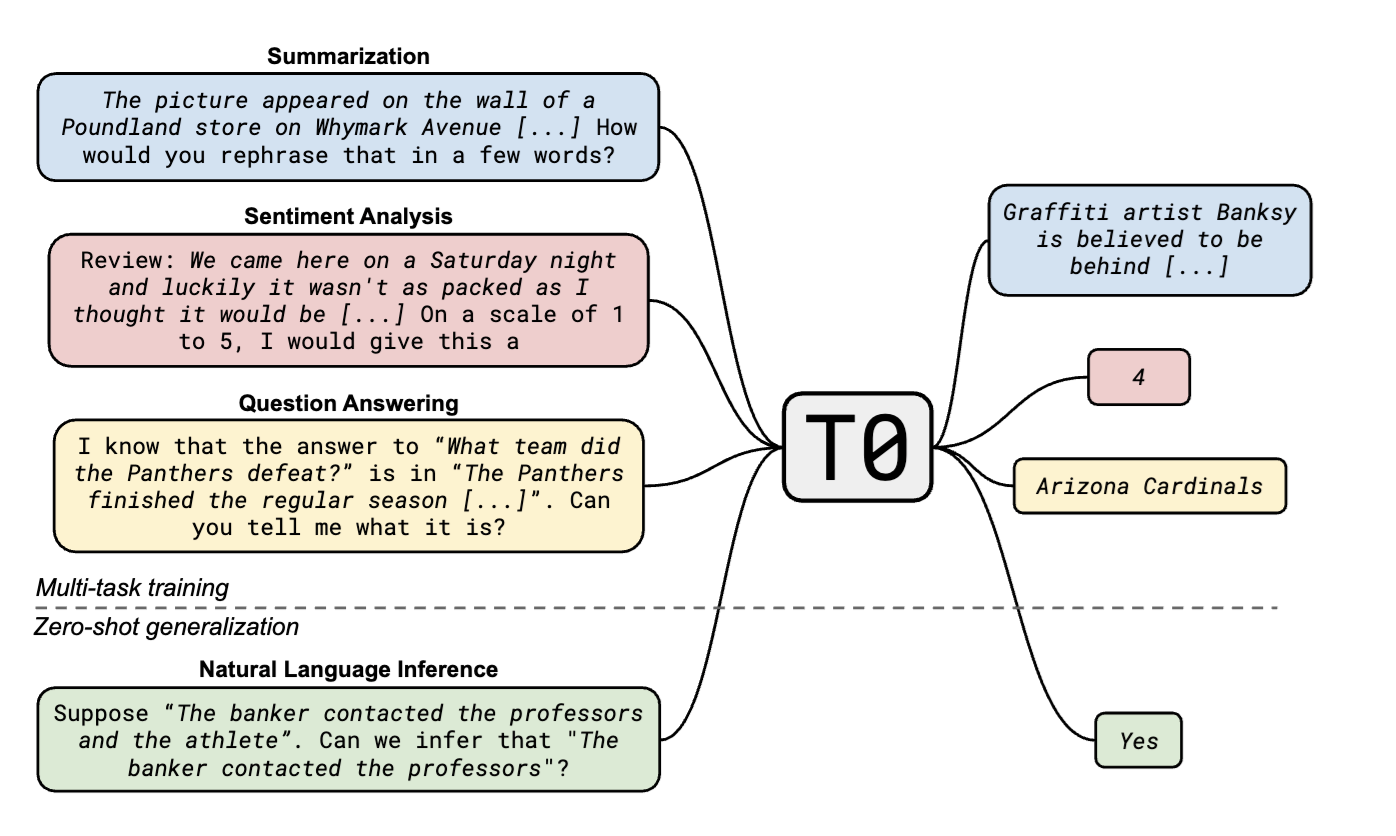 Summarization
The picture appeared on the wall of a
Poundland store on Whymark Avenue [...] How
would you rephrase that in a few words?
Sentiment Analysis
Review: We came here on a Saturday night
and luckily it wasn't as packed as I
thought it would be [...] On a scale of 1
to 5, I would give this a
Question Answering
I know that the answer to “What team did
the Panthers defeat?” is in “The Panthers
finished the regular season [...]”. Can
you tell me what it is?
Multi-task training
Zero-shot generalization
Natural Language Inference
Suppose “The banker contacted the professors
and the athlete”. Can we infer that "The
banker contacted the professors"?
T0
Graffiti artist Banksy
is believed to be
behind [...]
4
Arizona Cardinals
Yes